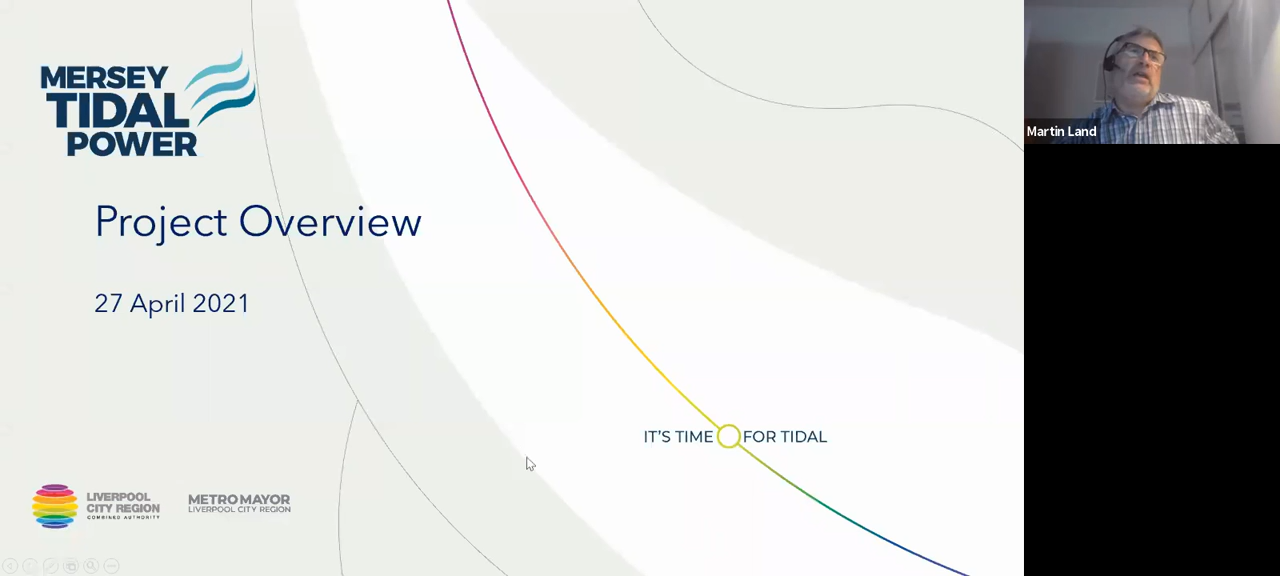 MERSEY
TIDAL
POWER
Project Overview
27 April 2021
IT'S TIME FOR TIDAL
LIVERPOOL
CITY REGION
COMBINED AUTHORITY
METRO MAYOR
LIVERPOOL CITY REGION
Martin Land